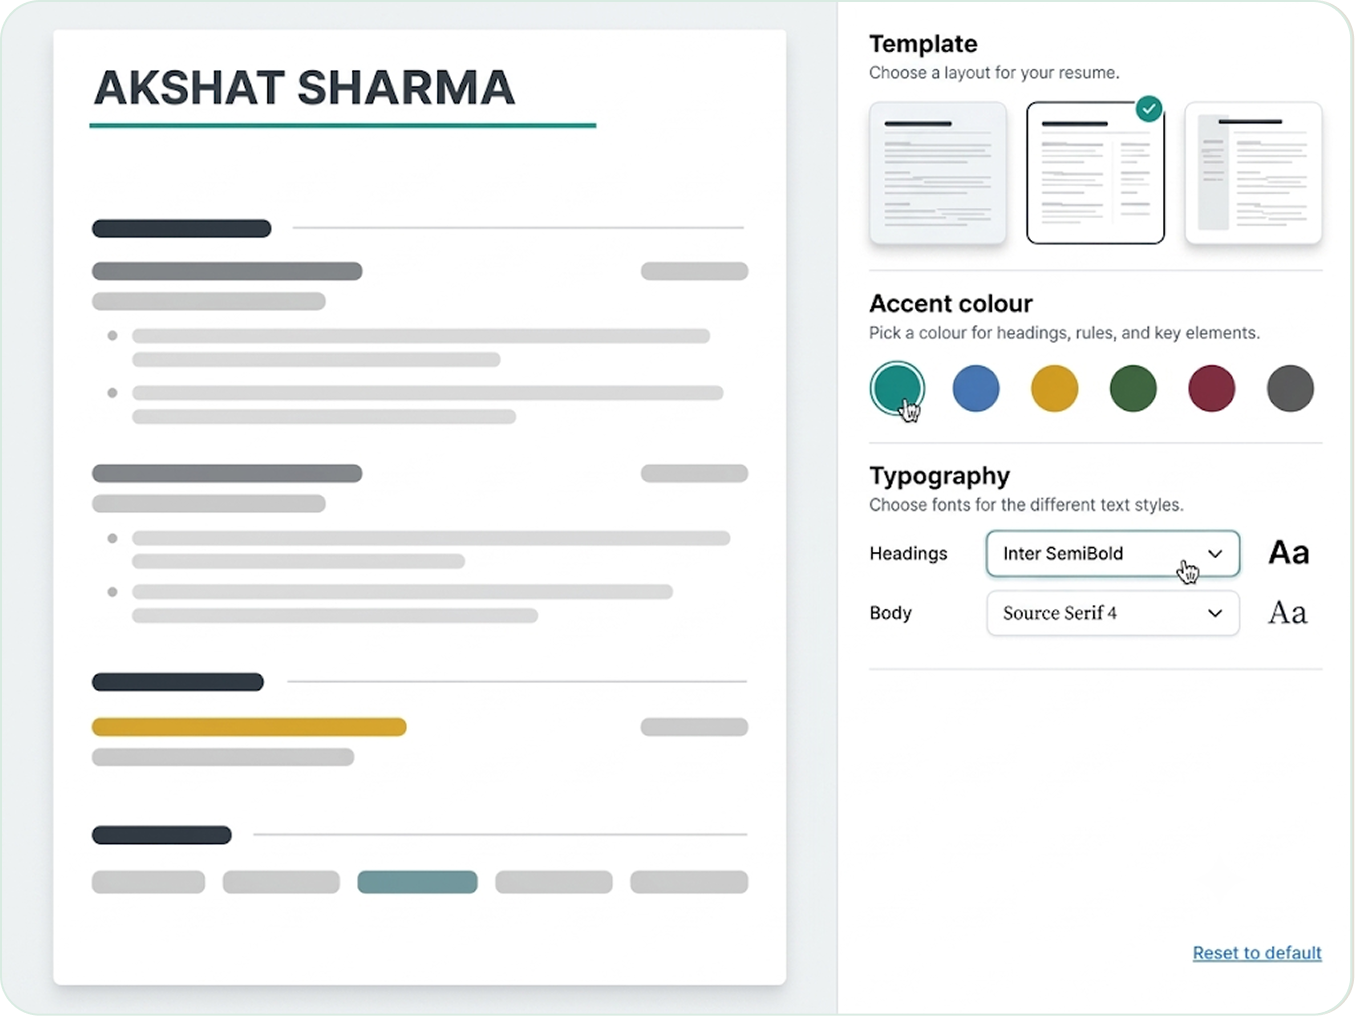 AKSHAT SHARMA
Template
Choose a layout for your resume.
Accent colour
Pick a colour for headings, rules, and key elements.
Typography
Choose fonts for the different text styles.
Headings
Inter SemiBold
Aa
Body
Source Serif 4
Aa
Reset to default